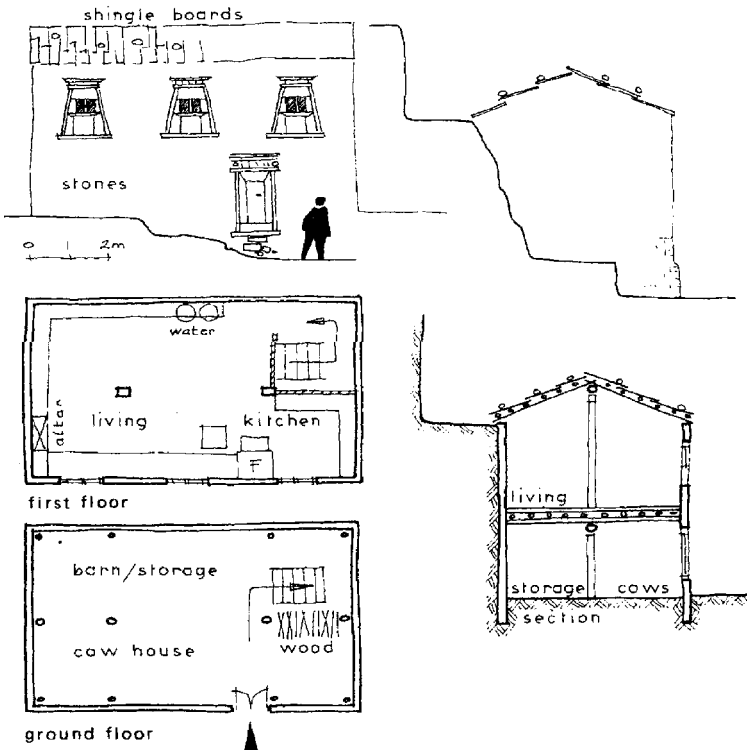 shingle boards
stones
0 2m
water
altar
living kitchen
F
first floor
barn/storage
cow house
wood
ground floor
living
storage cows
section